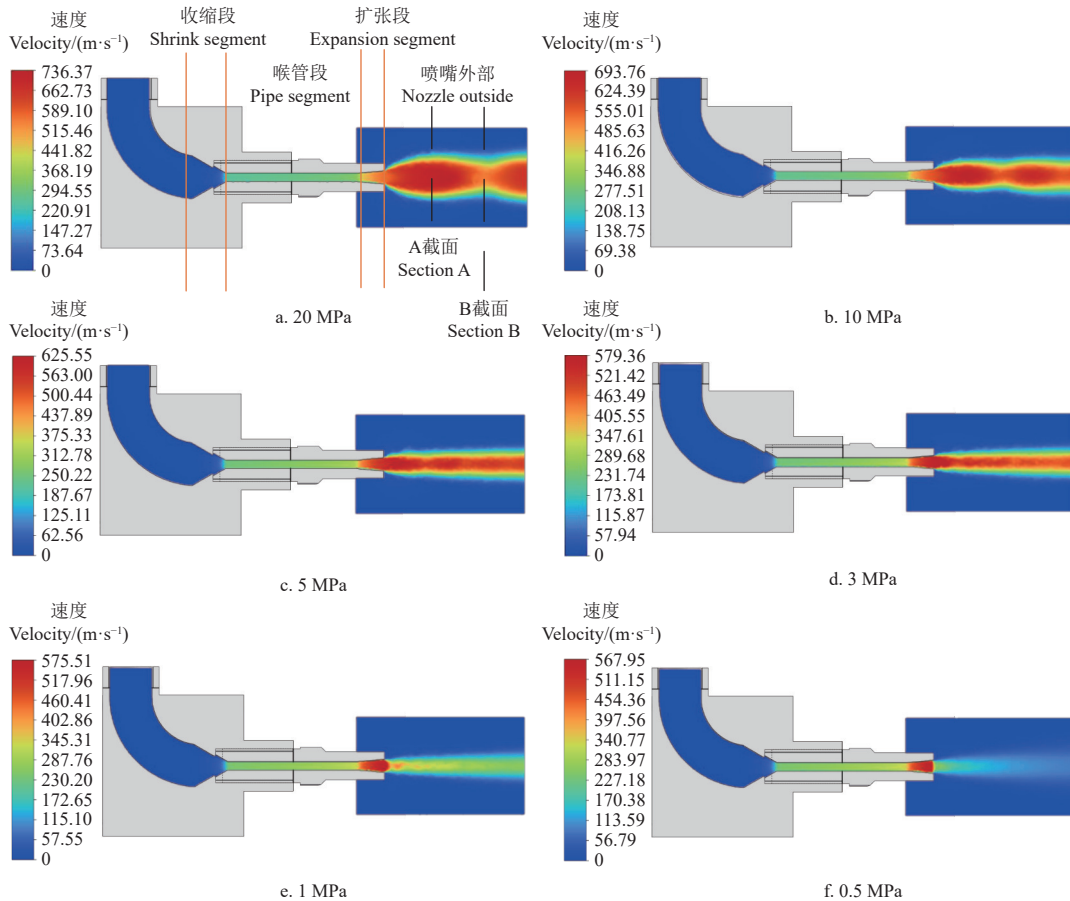 速度
Velocity/(m·s⁻¹)
736.37
662.73
589.10
515.46
441.82
368.19
294.55
220.91
147.27
73.64
0
收缩段
Shrink segment
喉管段
Pipe segment
扩张段
Expansion segment
喷嘴外部
Nozzle outside
A截面
Section A
B截面
Section B
a. 20 MPa
速度
Velocity/(m·s⁻¹)
693.76
624.39
555.01
485.63
416.26
346.88
277.51
208.13
138.75
69.38
0
b. 10 MPa
速度
Velocity/(m·s⁻¹)
625.55
563.00
500.44
437.89
375.33
312.78
250.22
187.67
125.11
62.56
0
c. 5 MPa
速度
Velocity/(m·s⁻¹)
579.36
521.42
463.49
405.55
347.61
289.68
231.74
173.81
115.87
57.94
0
d. 3 MPa
速度
Velocity/(m·s⁻¹)
575.51
517.96
460.41
402.86
345.31
287.76
230.20
172.65
115.10
57.55
0
e. 1 MPa
速度
Velocity/(m·s⁻¹)
567.95
511.15
454.36
397.56
340.77
283.97
227.18
170.38
113.59
56.79
0
f. 0.5 MPa